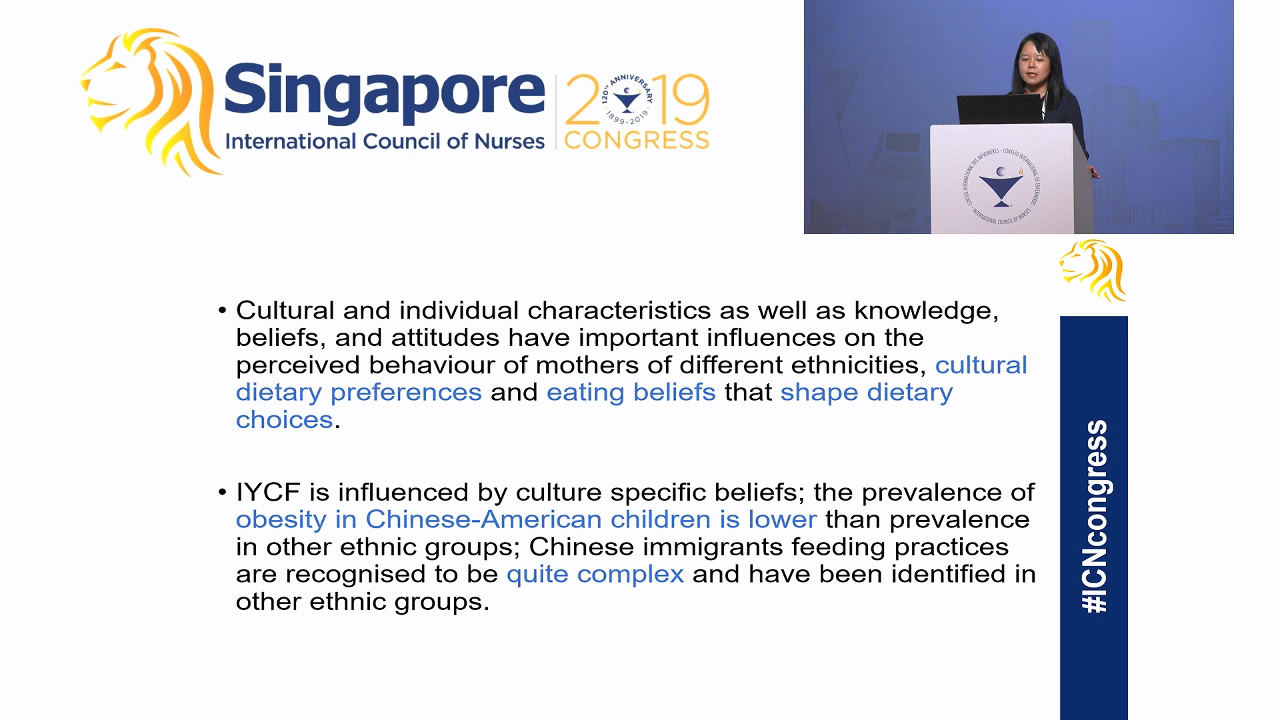 Singapore
International Council of Nurses
2019
CONGRESS
120TH ANNIVERSARY
1899-2019
INTERNATIONAL COUNCIL OF NURSES
• Cultural and individual characteristics as well as knowledge,
beliefs, and attitudes have important influences on the
perceived behaviour of mothers of different ethnicities, cultural
dietary preferences and eating beliefs that shape dietary
choices.
• IYCF is influenced by culture specific beliefs; the prevalence of
obesity in Chinese-American children is lower than prevalence
in other ethnic groups; Chinese immigrants feeding practices
are recognised to be quite complex and have been identified in
other ethnic groups.
#ICNcongress